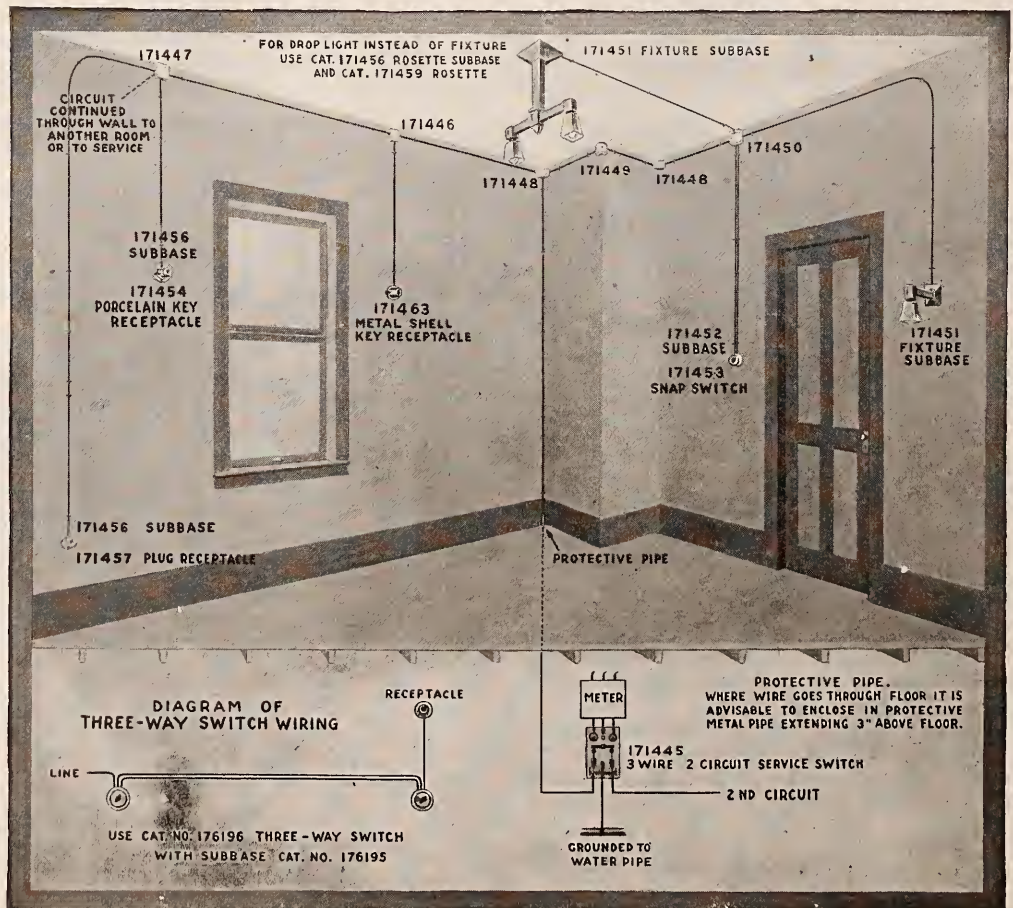 171447
FOR DROP LIGHT INSTEAD OF FIXTURE
USE CAT. 171456 ROSETTE SUBBASE
AND CAT. 171459 ROSETTE
171451 FIXTURE SUBBASE
CIRCUIT
CONTINUED
THROUGH WALL TO
ANOTHER ROOM
OR TO SERVICE
171446
171448
171449
171448
171450
171456
SUBBASE
171454
PORCELAIN KEY
RECEPTACLE
171463
METAL SHELL
KEY RECEPTACLE
171452
SUBBASE
171453
SNAP SWITCH
171451
FIXTURE
SUBBASE
171456 SUBBASE
171457 PLUG RECEPTACLE
PROTECTIVE PIPE
DIAGRAM OF
THREE-WAY SWITCH WIRING
RECEPTACLE
LINE
USE CAT. NO. 176196 THREE-WAY SWITCH
WITH SUBBASE CAT. NO. 176195
METER
171445
3 WIRE 2 CIRCUIT SERVICE SWITCH
2ND CIRCUIT
GROUNDED TO
WATER PIPE
PROTECTIVE PIPE.
WHERE WIRE GOES THROUGH FLOOR IT IS
ADVISABLE TO ENCLOSE IN PROTECTIVE
METAL PIPE EXTENDING 3" ABOVE FLOOR.